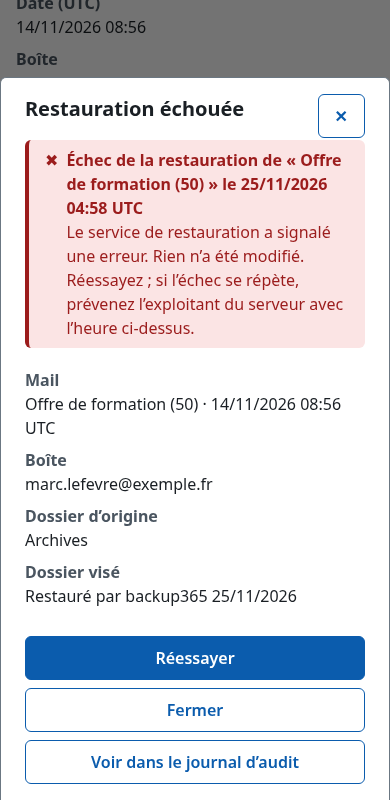 Date (UTC)
14/11/2026 08:56
Boîte
Restauration échouée
×
✖ Échec de la restauration de « Offre
de formation (50) » le 25/11/2026
04:58 UTC
Le service de restauration a signalé
une erreur. Rien n’a été modifié.
Réessayez ; si l’échec se répète,
prévenez l’exploitant du serveur avec
l’heure ci-dessus.
Mail
Offre de formation (50) · 14/11/2026 08:56
UTC
Boîte
marc.lefevre@exemple.fr
Dossier d’origine
Archives
Dossier visé
Restauré par backup365 25/11/2026
Réessayer
Fermer
Voir dans le journal d’audit